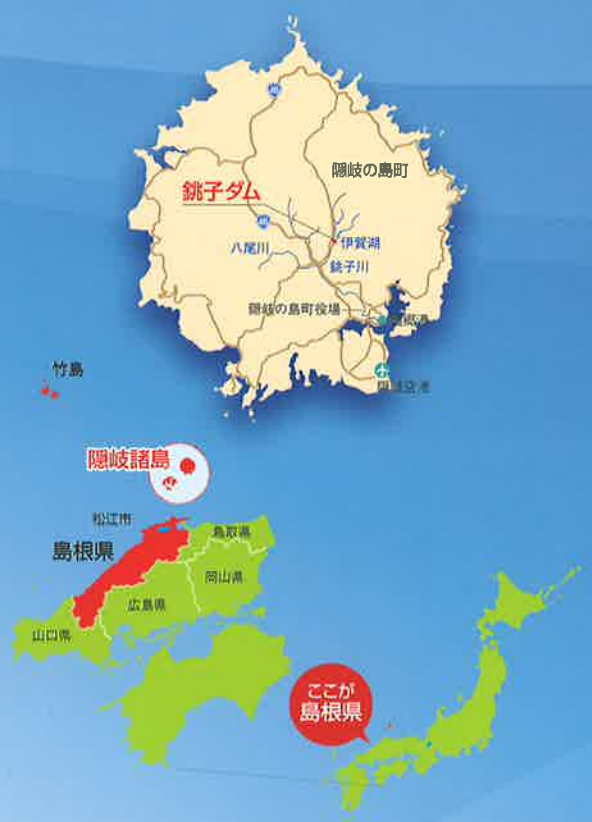 隠岐の島町
銚子ダム
伊賀湖
八尾川
銚子川
隠岐の島町役場
竹島
隠岐諸島
松江市
島根県
鳥取県
岡山県
広島県
山口県
ここが
島根県